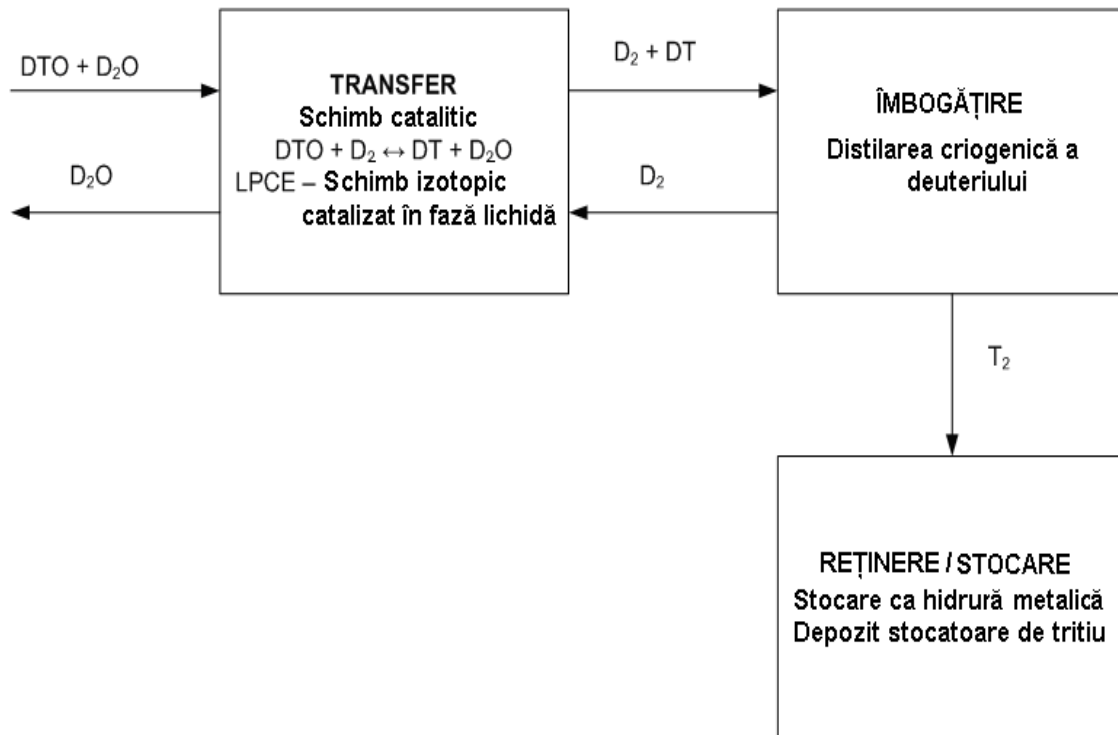 DTO + D₂O
D₂O
TRANSFER
Schimb catalitic
DTO + D₂ ↔ DT + D₂O
LPCE – Schimb izotopic
catalizat în fază lichidă
D₂ + DT
D₂
ÎMBOGĂȚIRE
Distilarea criogenică a
deuteriului
T₂
REȚINERE / STOCARE
Stocare ca hidrură metalică
Depozit stocatoare de tritiu